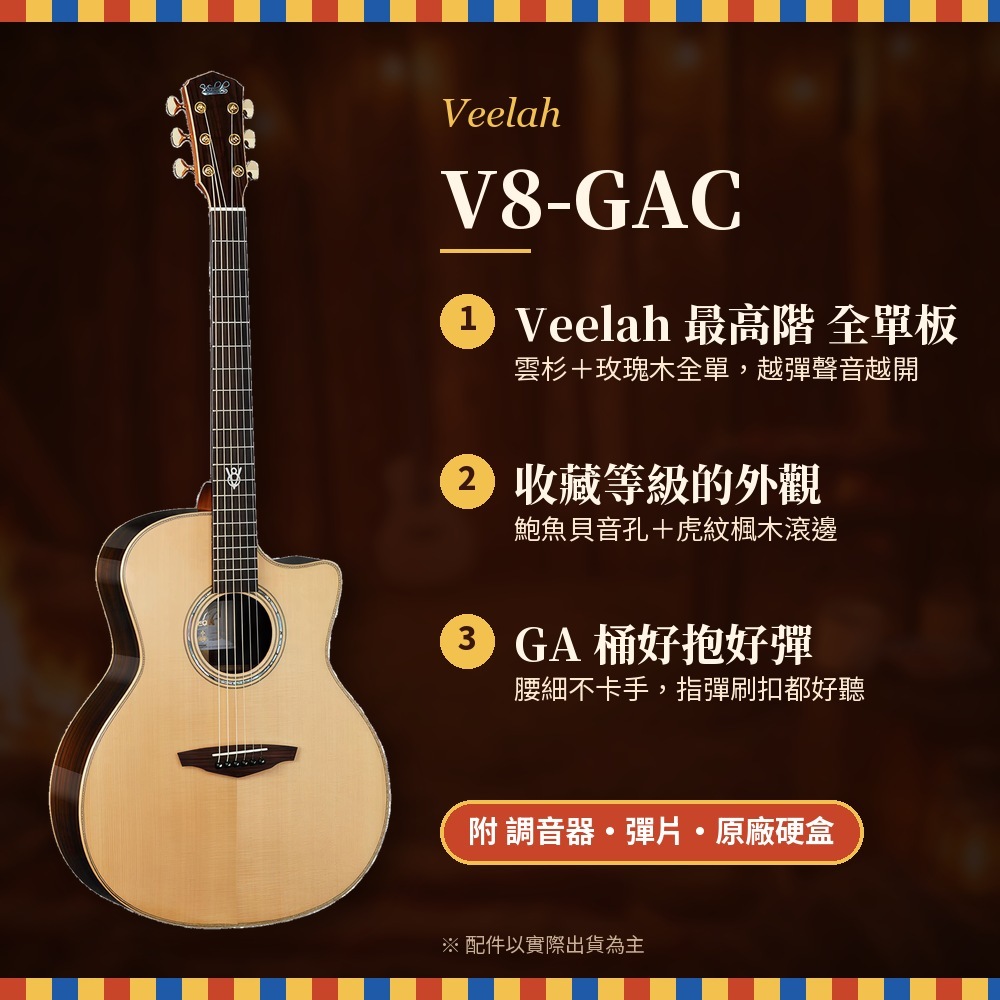 Veelah
V8-GAC
1 Veelah 最高階 全單板
雲杉＋玫瑰木全單，越彈聲音越開
2 收藏等級的外觀
鮑魚貝音孔＋虎紋楓木滾邊
3 GA 桶好抱好彈
腰細不卡手，指彈刷扣都好聽
附 調音器・彈片・原廠硬盒
※ 配件以實際出貨為主
Veelah